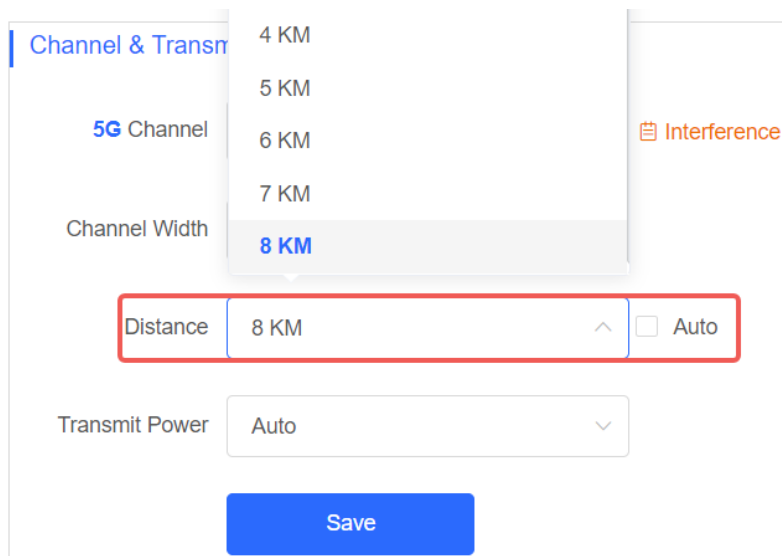 4 KM
Channel & Transm
5 KM
5G Channel
6 KM
Interference
7 KM
Channel Width
8 KM
Distance
8 KM
Auto
Transmit Power
Auto
Save